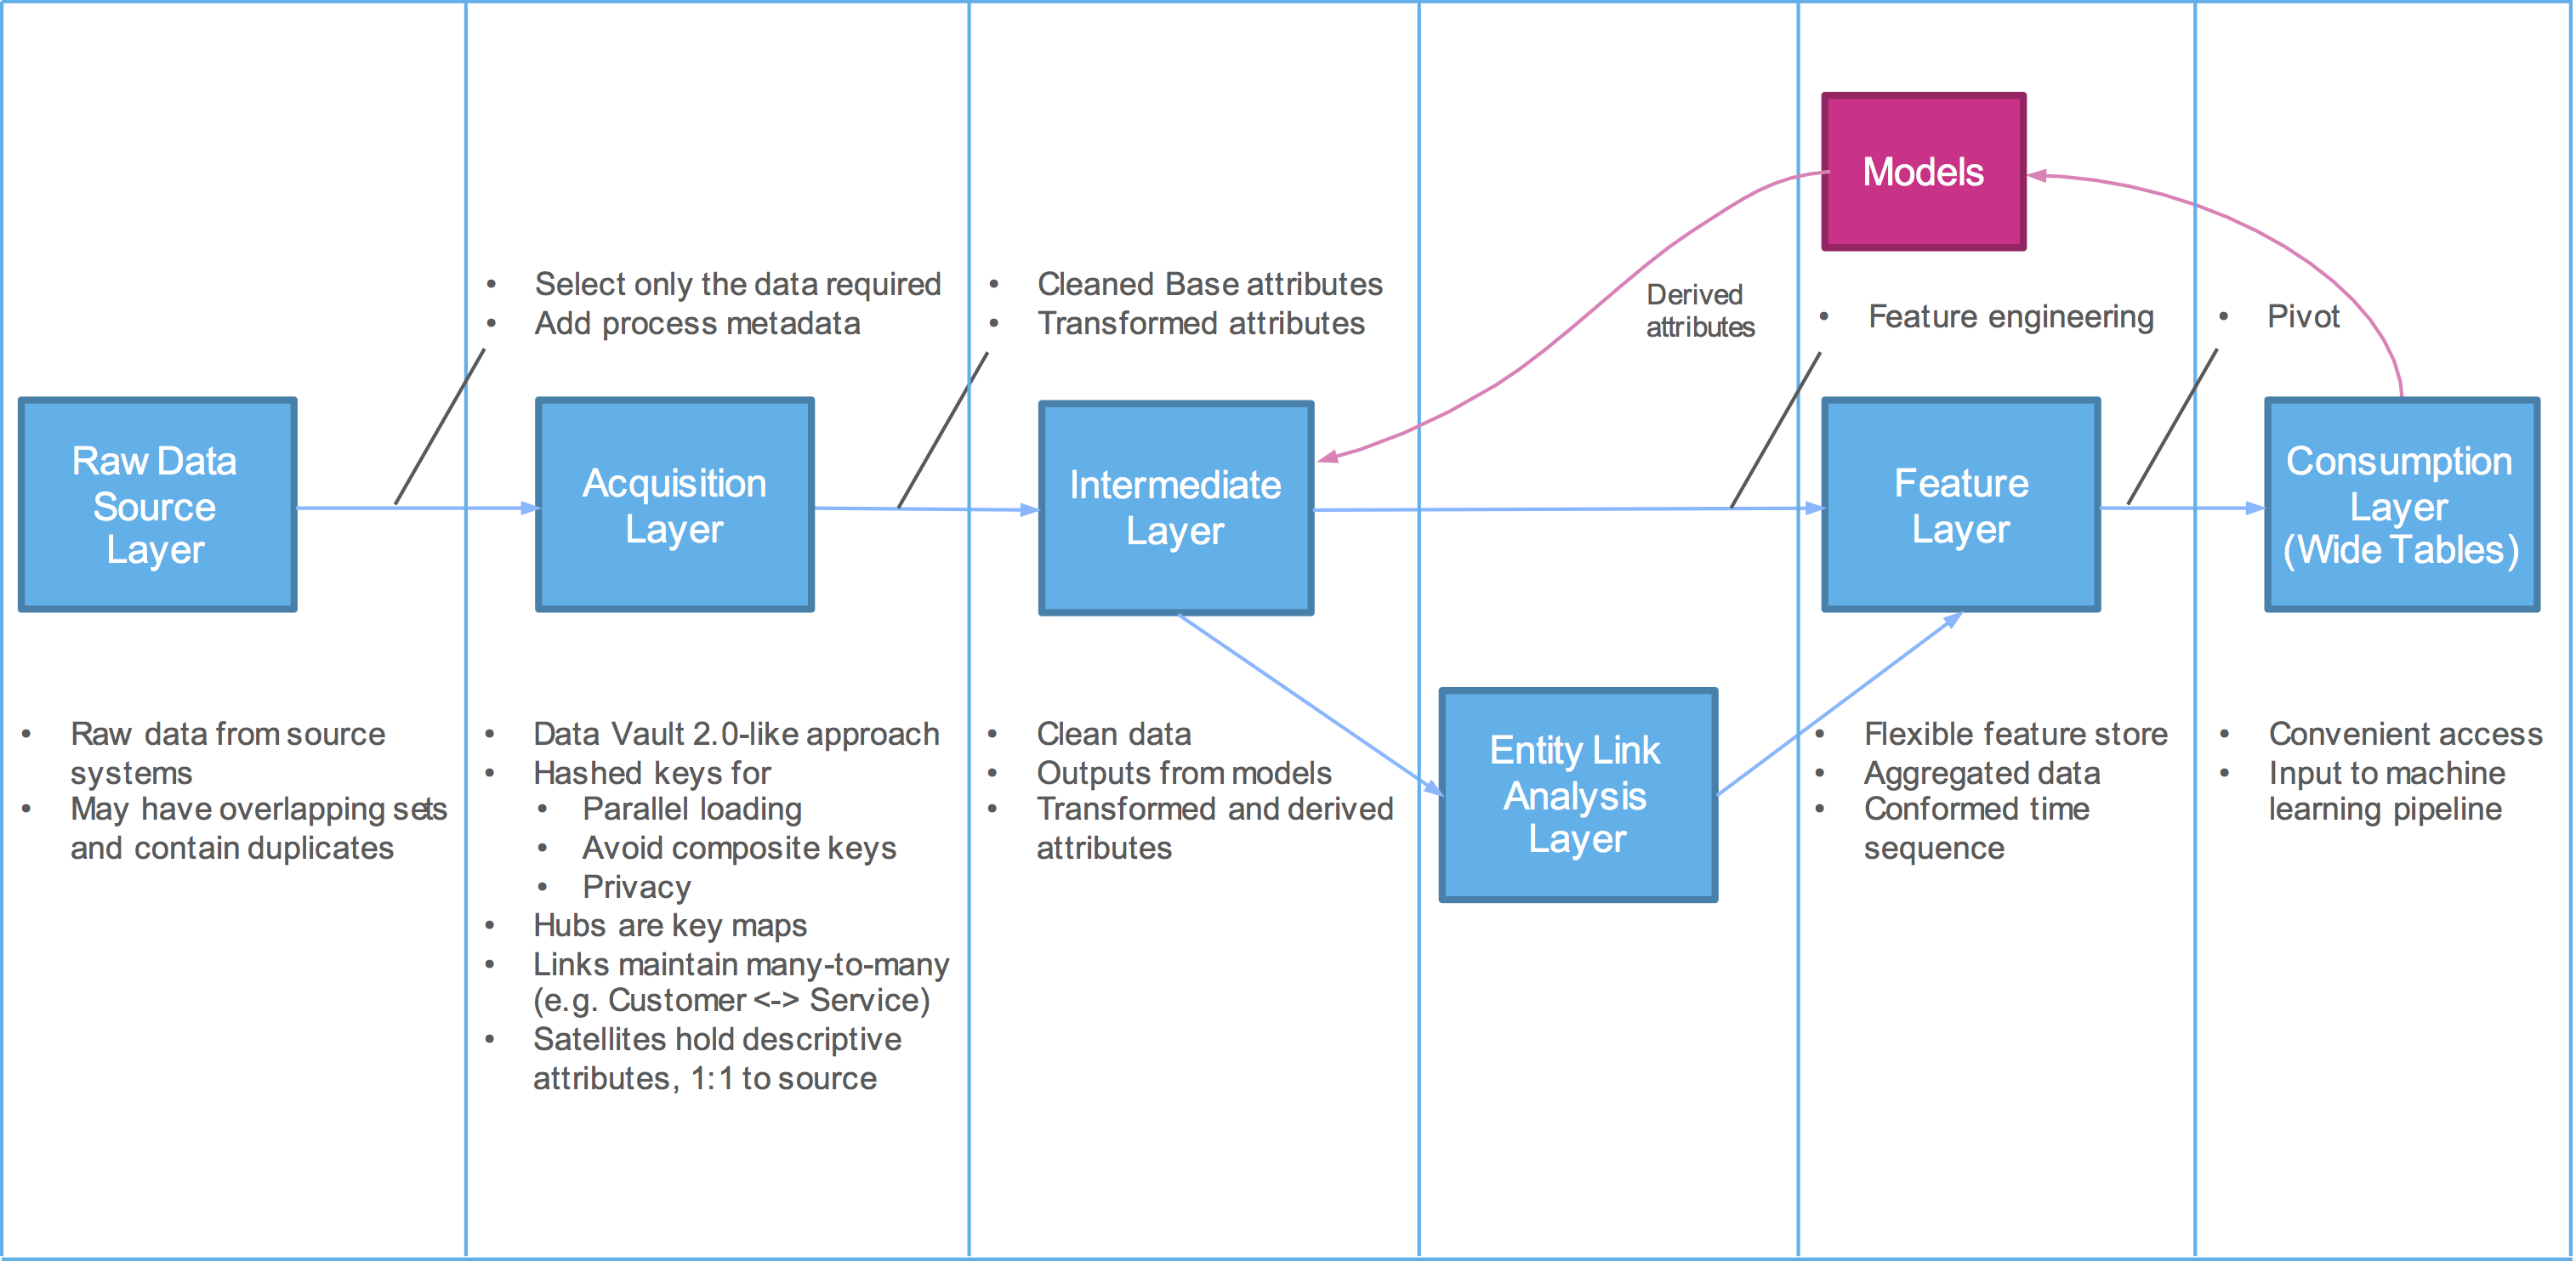 Models
• Select only the data required
• Add process metadata
• Cleaned Base attributes
• Transformed attributes
Derived
attributes
• Feature engineering
• Pivot
Raw Data
Source
Layer
Acquisition
Layer
Intermediate
Layer
Feature
Layer
Consumption
Layer
(Wide Tables)
Entity Link
Analysis
Layer
• Raw data from source
systems
• May have overlapping sets
and contain duplicates
• Data Vault 2.0-like approach
• Hashed keys for
• Parallel loading
• Avoid composite keys
• Privacy
• Hubs are key maps
• Links maintain many-to-many
(e.g. Customer <-> Service)
• Satellites hold descriptive
attributes, 1:1 to source
• Clean data
• Outputs from models
• Transformed and derived
attributes
• Flexible feature store
• Aggregated data
• Conformed time
sequence
• Convenient access
• Input to machine
learning pipeline